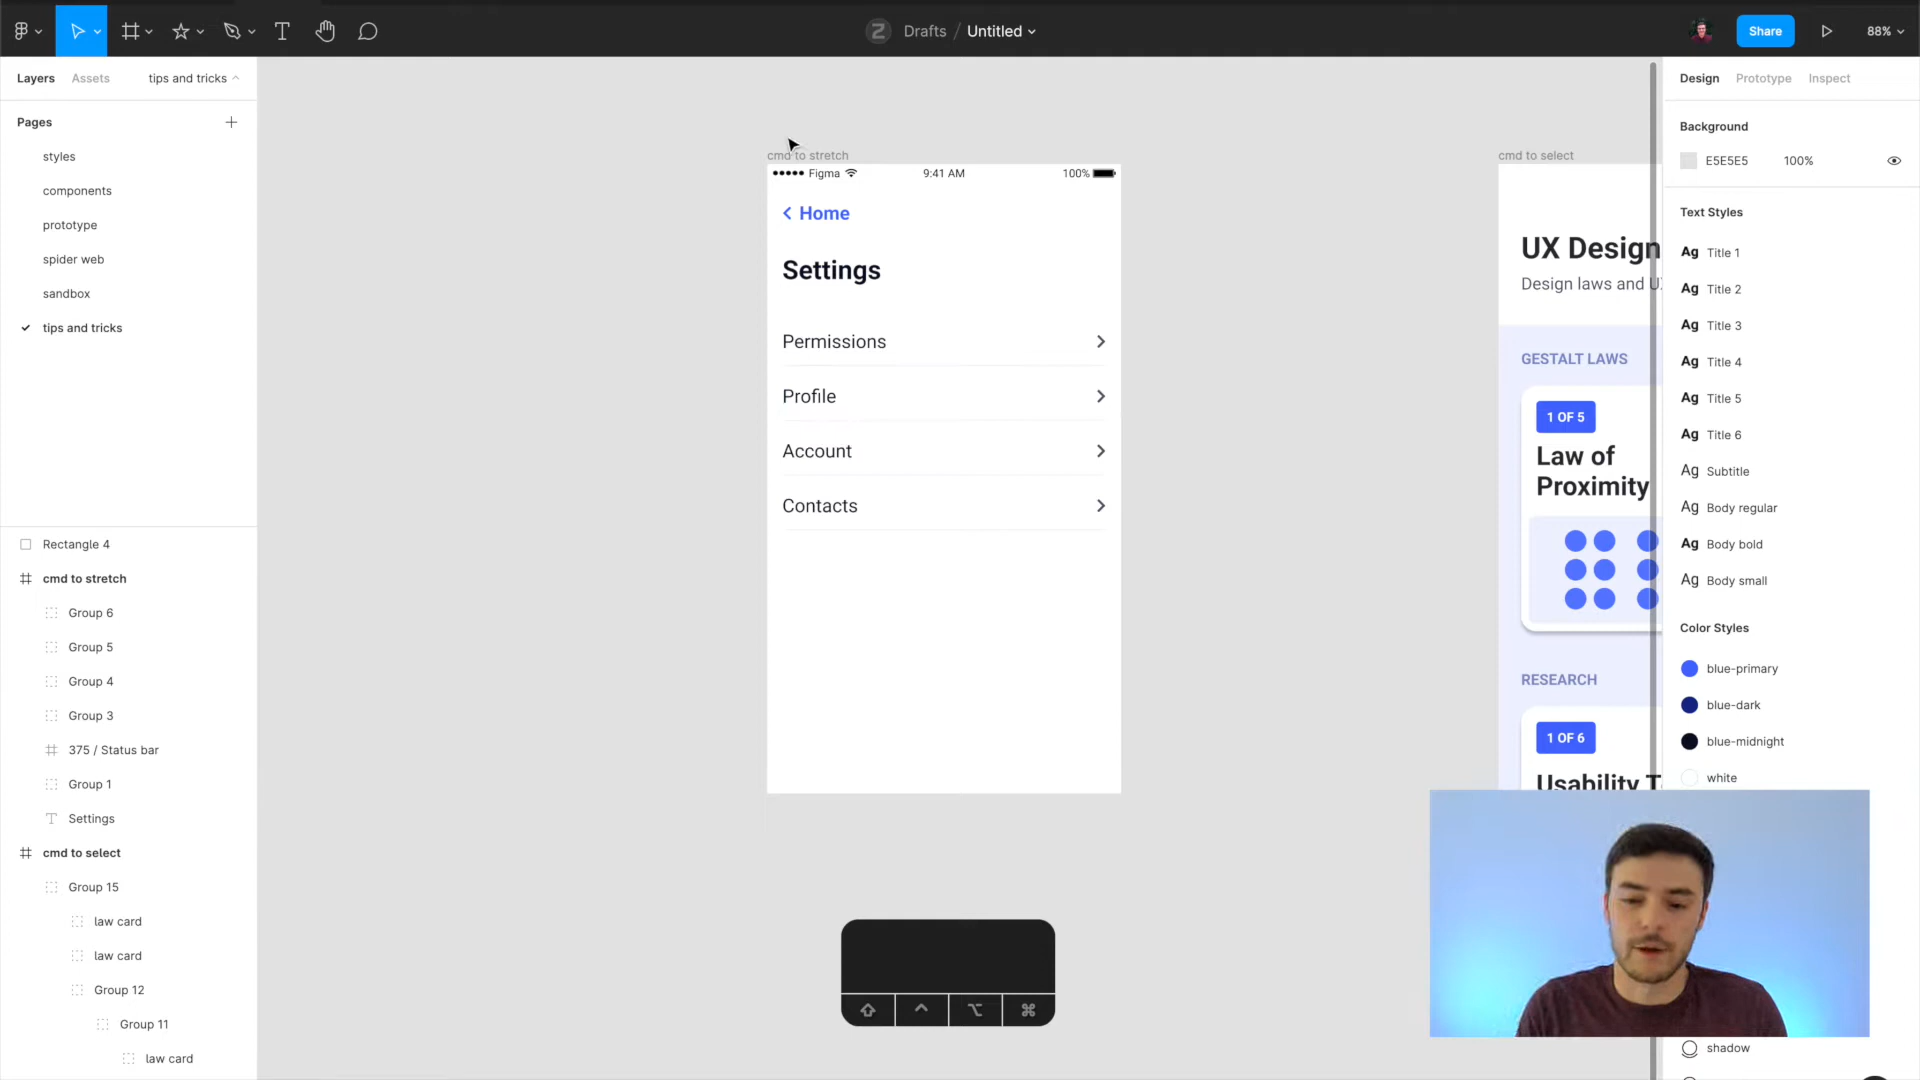 Drafts / Untitled
Share
88%
Layers
Assets
tips and tricks
Pages
styles
components
prototype
spider web
sandbox
tips and tricks
Rectangle 4
cmd to stretch
Group 6
Group 5
Group 4
Group 3
375 / Status bar
Group 1
Settings
cmd to select
Group 15
law card
law card
Group 12
Group 11
law card
cmd to stretch
Figma
9:41 AM
100%
Home
Settings
Permissions
Profile
Account
Contacts
cmd to select
UX Design
Design laws and U
GESTALT LAWS
1 OF 5
Law of
Proximity
RESEARCH
1 OF 6
Usability T
Design
Prototype
Inspect
Background
E5E5E5
100%
Text Styles
Ag Title 1
Ag Title 2
Ag Title 3
Ag Title 4
Ag Title 5
Ag Title 6
Ag Subtitle
Ag Body regular
Ag Body bold
Ag Body small
Color Styles
blue-primary
blue-dark
blue-midnight
white
shadow